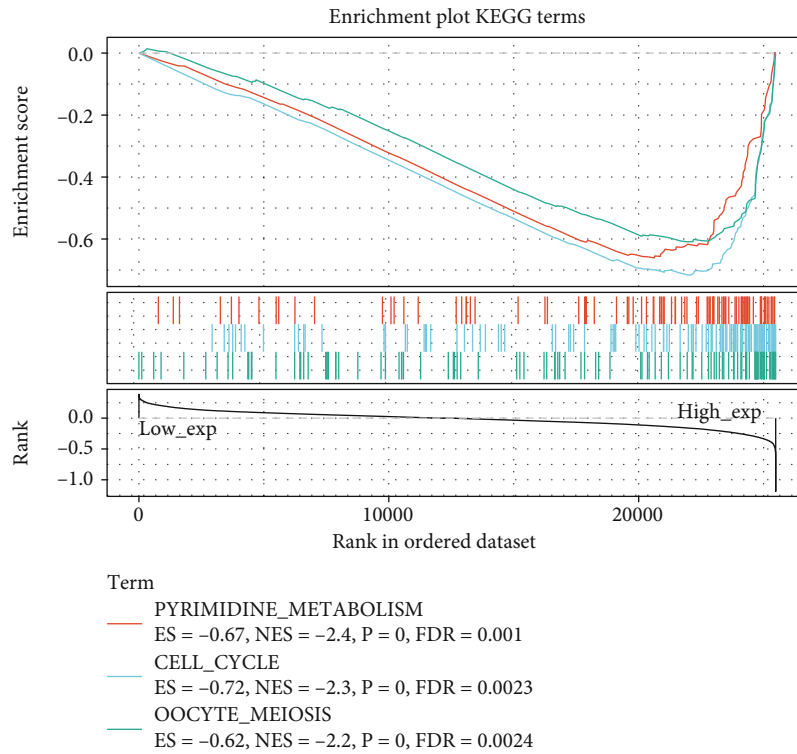 Enrichment plot KEGG terms
Enrichment score
0.0
−0.2
−0.4
−0.6
Rank
0.0
−0.5
−1.0
Low_exp
High_exp
0
10000
20000
Rank in ordered dataset
Term
PYRIMIDINE_METABOLISM
ES = −0.67, NES = −2.4, P = 0, FDR = 0.001
CELL_CYCLE
ES = −0.72, NES = −2.3, P = 0, FDR = 0.0023
OOCYTE_MEIOSIS
ES = −0.62, NES = −2.2, P = 0, FDR = 0.0024